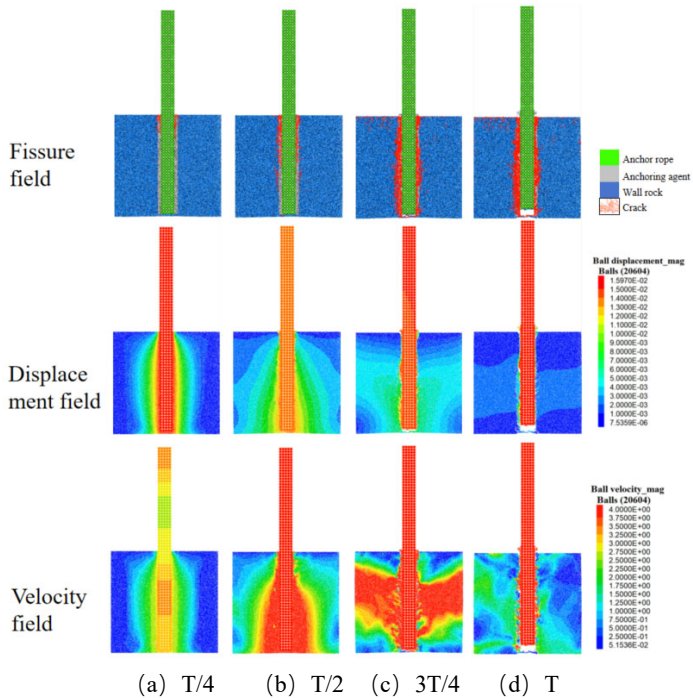 Fissure
field
Anchor rope
Anchoring agent
Wall rock
Crack
Displace
ment field
Ball displacement_mag
Balls (20604)
1.5970E-02
1.5000E-02
1.4000E-02
1.3000E-02
1.2000E-02
1.1000E-02
1.0000E-02
9.0000E-03
8.0000E-03
7.0000E-03
6.0000E-03
5.0000E-03
4.0000E-03
3.0000E-03
2.0000E-03
1.0000E-03
7.5359E-06
Velocity
field
Ball velocity_mag
Balls (20604)
4.0000E+00
3.7500E+00
3.5000E+00
3.2500E+00
3.0000E+00
2.7500E+00
2.5000E+00
2.2500E+00
2.0000E+00
1.7500E+00
1.5000E+00
1.2500E+00
1.0000E+00
7.5000E-01
5.0000E-01
2.5000E-01
5.1536E-02
(a) T/4 (b) T/2 (c) 3T/4 (d) T